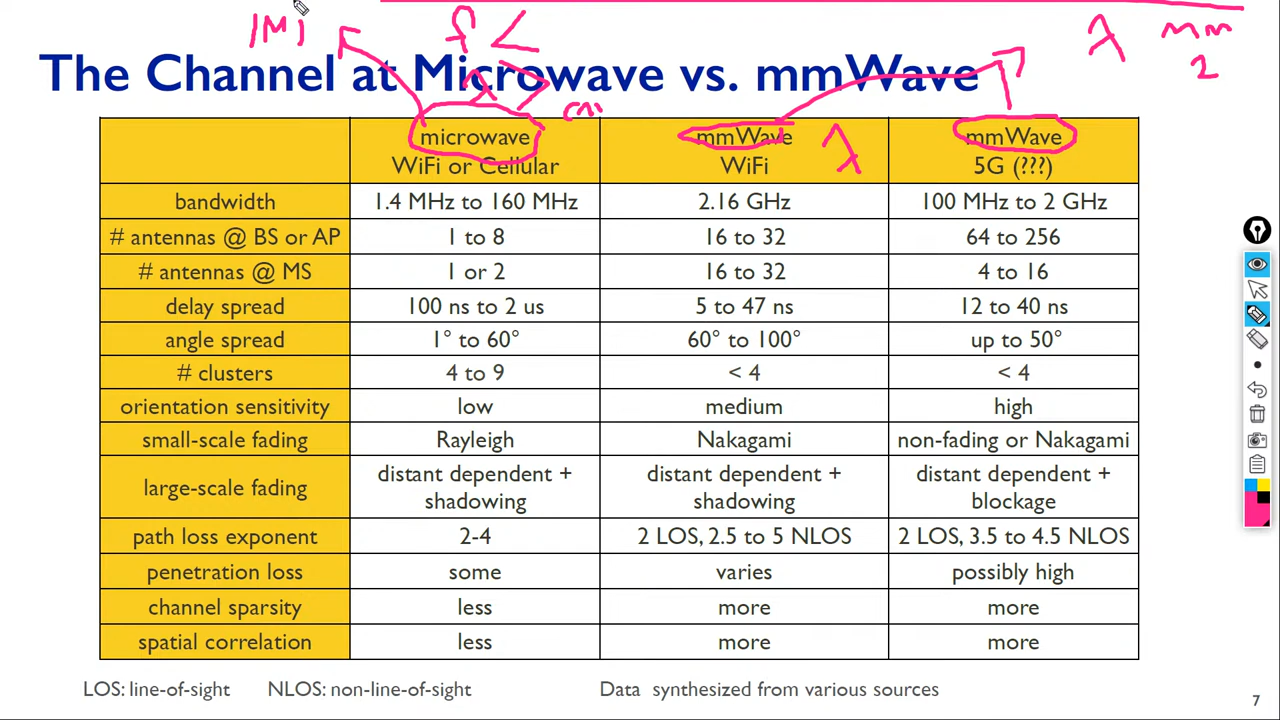 |M|
f <
λ mm
2
The Channel at Microwave vs. mmWave
λ >
cm
microwave mmWave λ mmWave
WiFi or Cellular WiFi 5G (???)
bandwidth 1.4 MHz to 160 MHz 2.16 GHz 100 MHz to 2 GHz
# antennas @ BS or AP 1 to 8 16 to 32 64 to 256
# antennas @ MS 1 or 2 16 to 32 4 to 16
delay spread 100 ns to 2 us 5 to 47 ns 12 to 40 ns
angle spread 1° to 60° 60° to 100° up to 50°
# clusters 4 to 9 < 4 < 4
orientation sensitivity low medium high
small-scale fading Rayleigh Nakagami non-fading or Nakagami
large-scale fading distant dependent + shadowing distant dependent + shadowing distant dependent + blockage
path loss exponent 2-4 2 LOS, 2.5 to 5 NLOS 2 LOS, 3.5 to 4.5 NLOS
penetration loss some varies possibly high
channel sparsity less more more
spatial correlation less more more
LOS: line-of-sight NLOS: non-line-of-sight Data synthesized from various sources
7